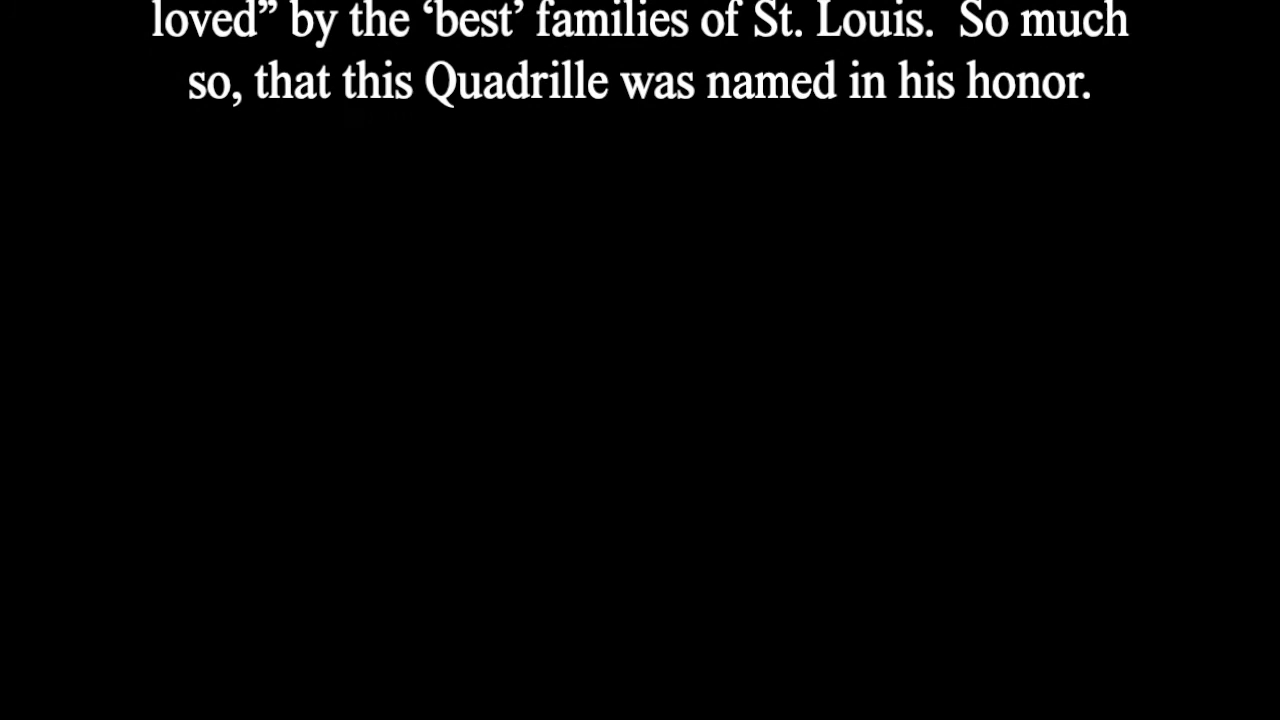 loved” by the ‘best’ families of St. Louis.  So much
so, that this Quadrille was named in his honor.